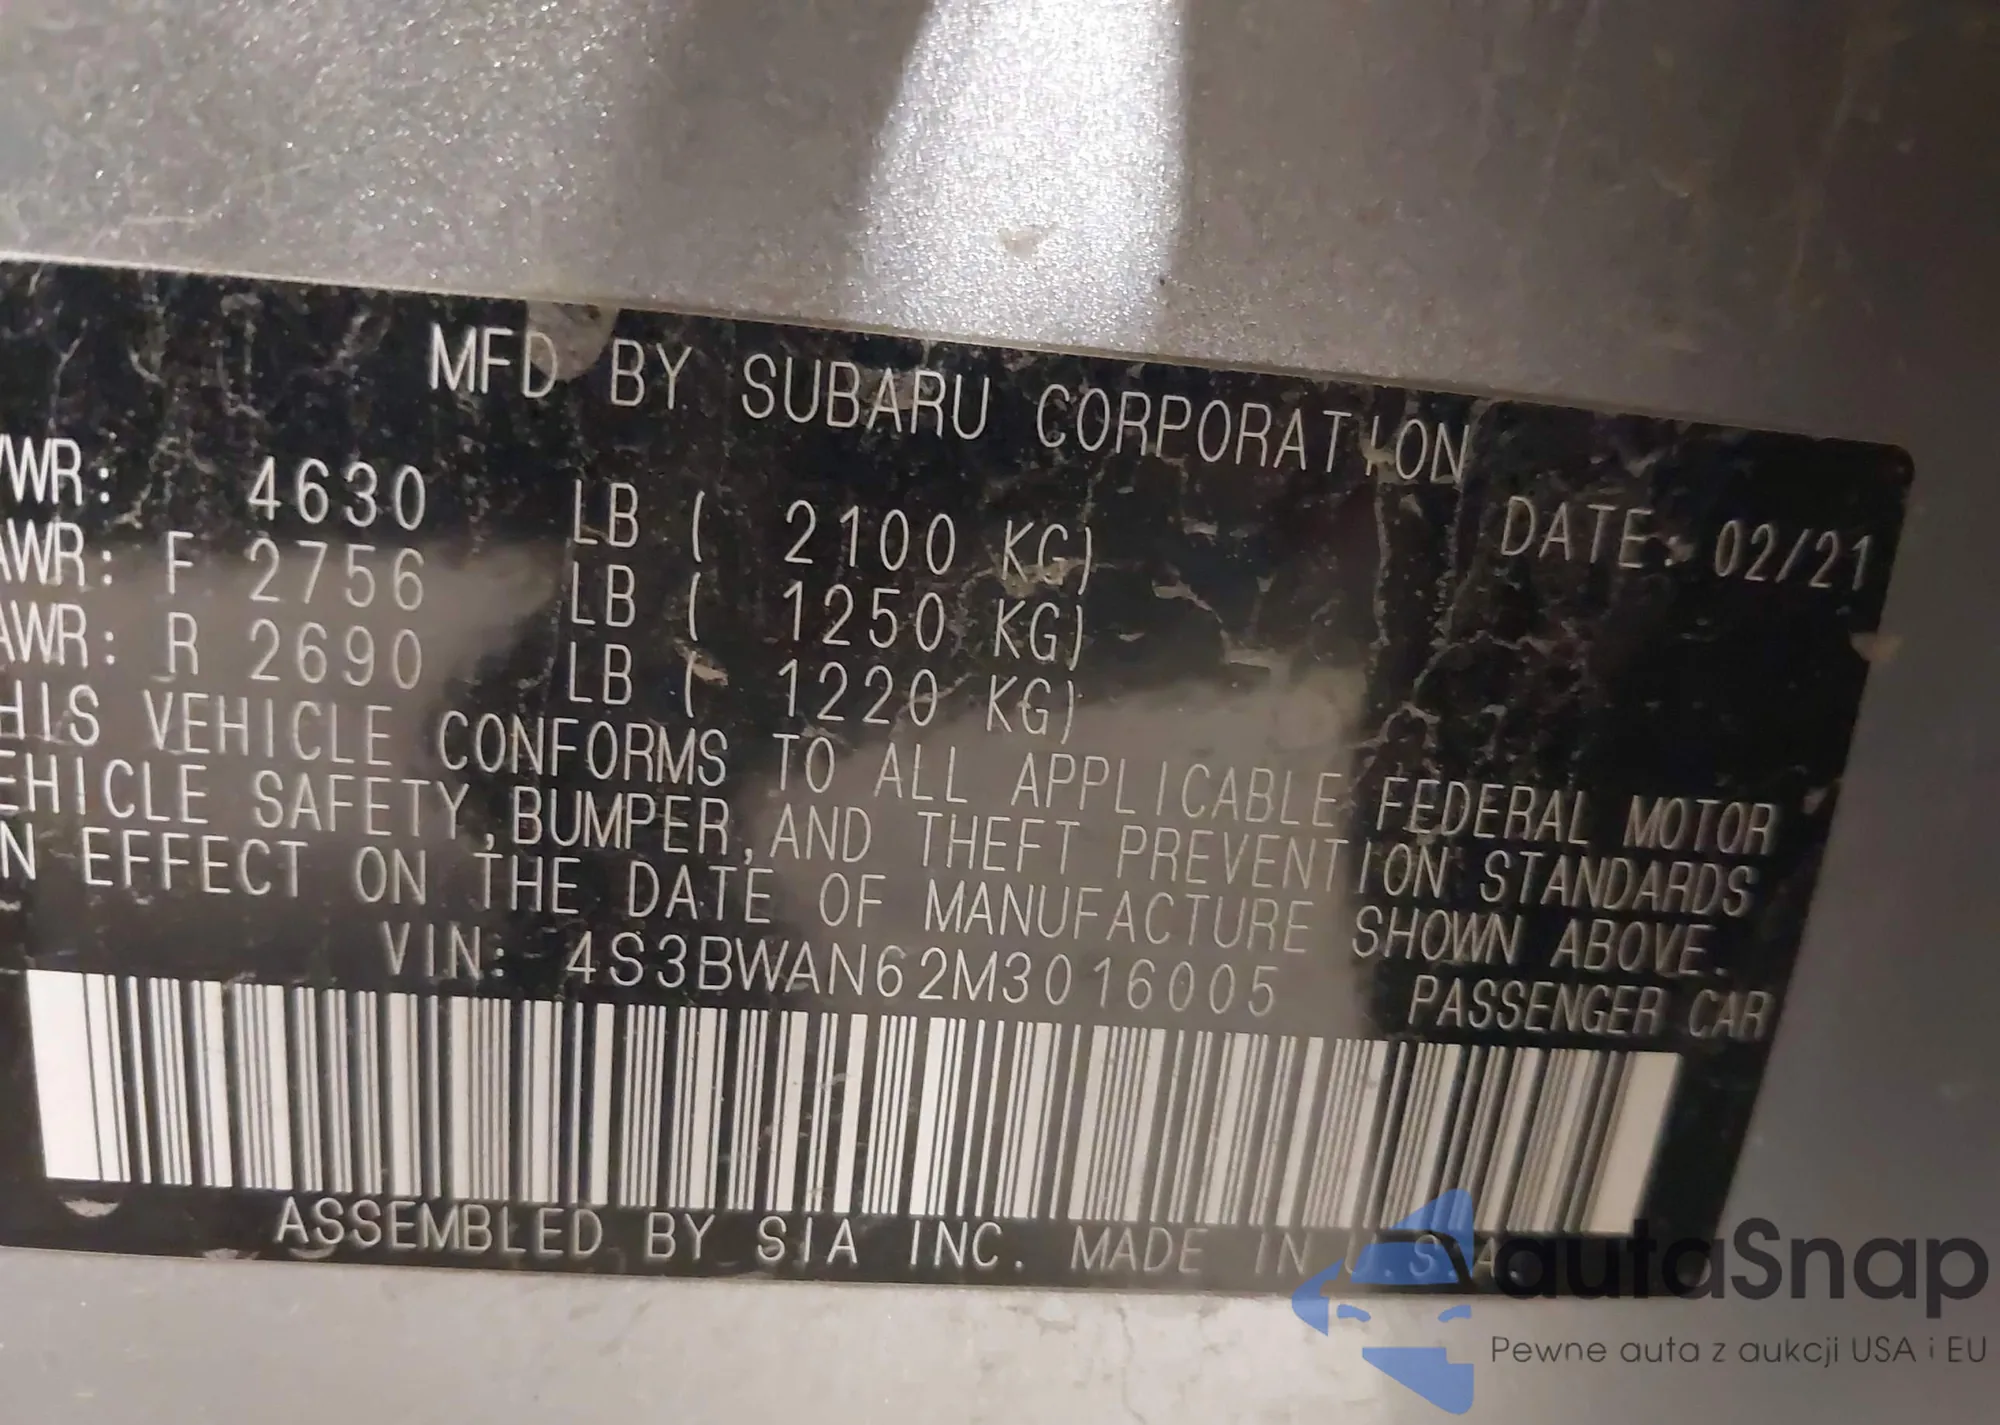 MFD BY SUBARU CORPORATION
VWR: 4630 LB ( 2100 KG) DATE: 02/21
AWR: F 2756 LB ( 1250 KG)
AWR: R 2690 LB ( 1220 KG)
HIS VEHICLE CONFORMS TO ALL APPLICABLE FEDERAL MOTOR
EHICLE SAFETY,BUMPER,AND THEFT PREVENTION STANDARDS
N EFFECT ON THE DATE OF MANUFACTURE SHOWN ABOVE.
VIN: 4S3BWAN62M3016005 PASSENGER CAR
ASSEMBLED BY SIA INC. MADE IN U.S.A.
autaSnap
Pewne auta z aukcji USA i EU